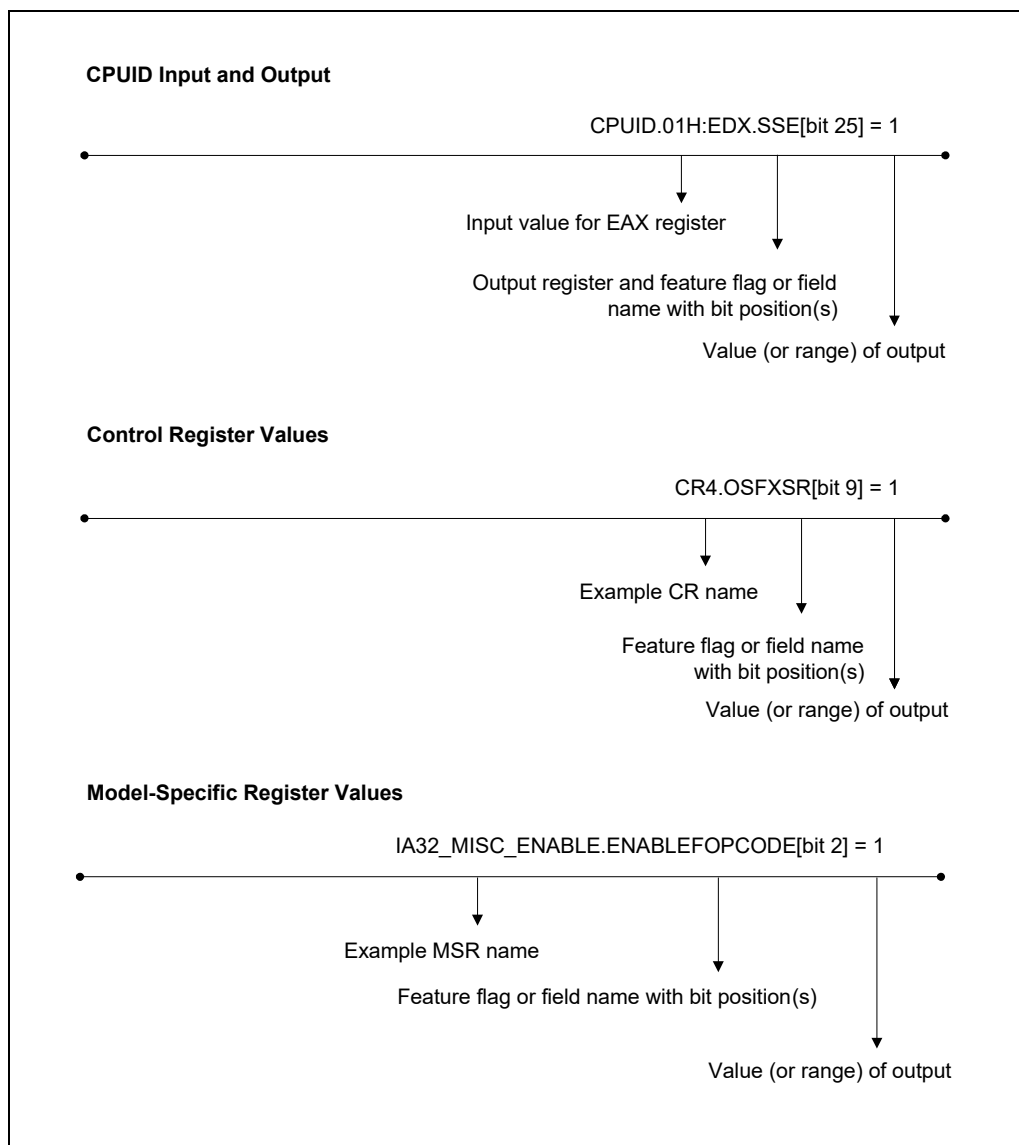 CPUID Input and Output
CPUID.01H:EDX.SSE[bit 25] = 1
Input value for EAX register
Output register and feature flag or field
name with bit position(s)
Value (or range) of output
Control Register Values
CR4.OSFXSR[bit 9] = 1
Example CR name
Feature flag or field name
with bit position(s)
Value (or range) of output
Model-Specific Register Values
IA32_MISC_ENABLE.ENABLEFOPCODE[bit 2] = 1
Example MSR name
Feature flag or field name with bit position(s)
Value (or range) of output